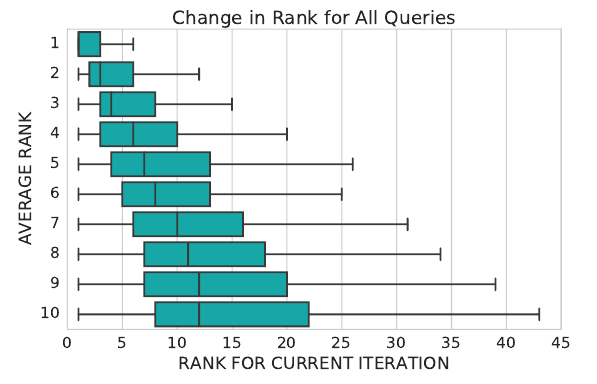 Change in Rank for All Queries
AVERAGE RANK
1
2
3
4
5
6
7
8
9
10
0 5 10 15 20 25 30 35 40 45
RANK FOR CURRENT ITERATION